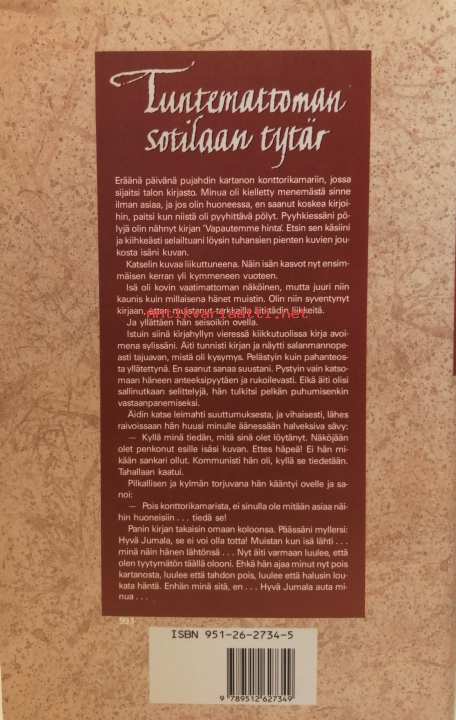 Tuntemattoman
sotilaan tytär
Eräänä päivänä pujahdin kartanon konttorikamariin, jossa
sijaitsi talon kirjasto. Minua oli kielletty menemästä sinne
ilman asiaa, ja jos olin huoneessa, en saanut koskea kirjoi-
hin, paitsi kun niistä oli pyyhittävä pölyt. Pyyhkiessäni pö-
lyjä olin nähnyt kirjan 'Vapautemme hinta'. Etsin sen käsiini
ja kiihkeästi selailtuani löysin tuhansien pienten kuvien jou-
kosta isäni kuvan.
Katselin kuvaa liikuttuneena. Näin isän kasvot nyt ensim-
mäisen kerran yli kymmeneen vuoteen.
Isä oli kovin vaatimattoman näköinen, mutta juuri niin
kaunis kuin millaisena hänet muistin. Olin niin syventynyt
kirjaan, etten muistanut tarkkailla äitipuolen liikkeitä.
antikvariaatti.net
Ja yllättäen hän seisoikin ovella.
Istuin siinä kirjahyllyn vieressä kiikkutuolissa kirja avoi-
mena sylissäni. Äiti tunnisti kirjan ja näytti salamannope-
asti tajuavan, mistä oli kysymys. Pelästyin kuin pahanteos-
ta yllätettynä. En saanut sanaa suustani. Pystyin vain katso-
maan häneen anteeksipyytäen ja rukoilevasti. Eikä äiti olisi
sallinutkaan selittelyjä, hän tulkitsi pelkän puhumisenkin
vastaanpanemiseksi.
Äidin katse leimahti suuttumuksesta, ja vihaisesti, lähes
raivoissaan hän huusi minulle äänessään halveksiva sävy:
— Kyllä minä tiedän, mitä sinä olet löytänyt. Näköjään
olet penkonut esille isäsi kuvan. Ettes häpeä! Ei hän mi-
kään sankari ollut. Kommunisti hän oli, kyllä se tiedetään.
Tahallaan kaatui.
Pilkallisen ja kylmän torjuvana hän kääntyi ovelle ja sa-
noi:
— Pois konttorikamarista, ei sinulla ole mitään asiaa näi-
hin huoneisiin . . . tiedä se!
Panin kirjan takaisin omaan koloonsa. Päässäni myllersi:
Hyvä Jumala, se ei voi olla totta! Muistan kun isä lähti . . .
minä näin hänen lähtönsä . . . Nyt äiti varmaan luulee, että
olen tyytymätön täällä olooni. Ehkä hän ajaa minut nyt pois
kartanosta, luulee että tahdon pois, luulee että halusin lou-
kata häntä. Enhän minä sitä, en . . . Hyvä Jumala auta mi-
nua . . .
99.1
ISBN 951-26-2734-5
9 789512 627349